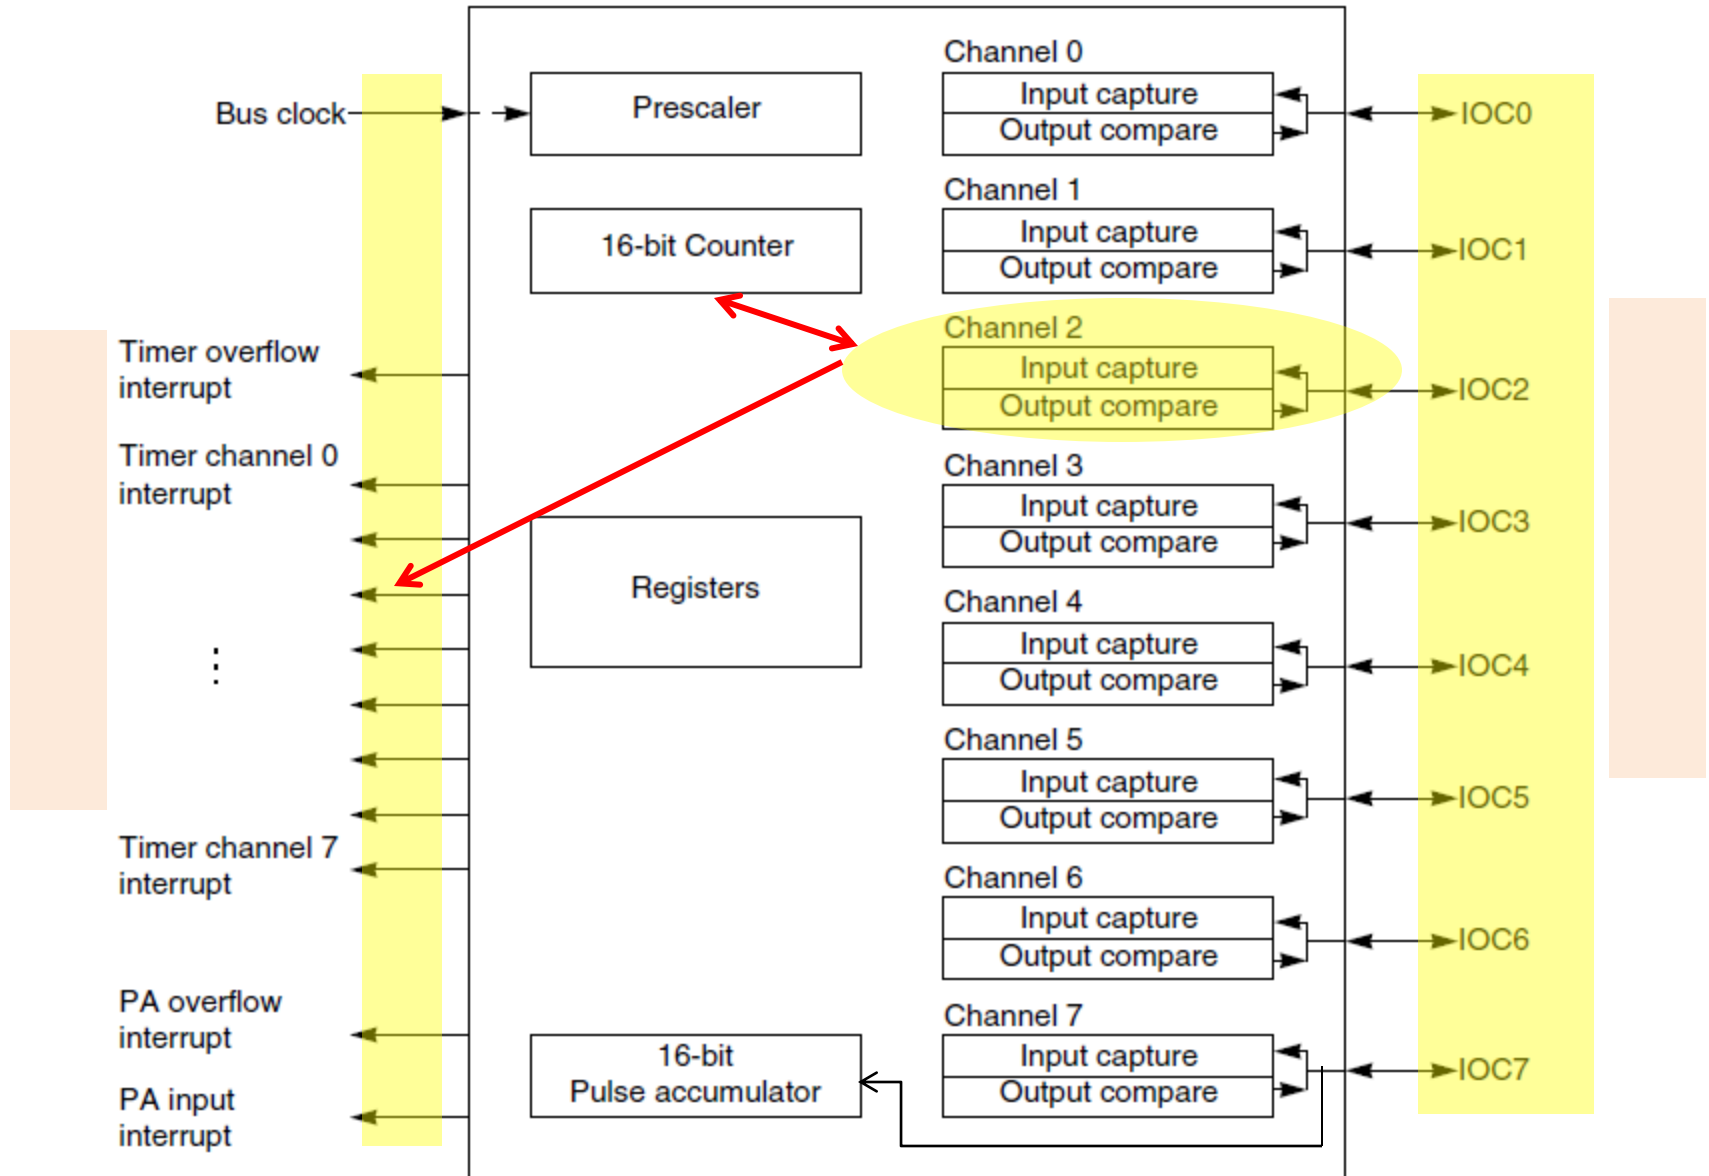 Bus clock
Timer overflow
interrupt
Timer channel 0
interrupt
⋮
Timer channel 7
interrupt
PA overflow
interrupt
PA input
interrupt
Prescaler
16-bit Counter
Registers
16-bit
Pulse accumulator
Channel 0
Input capture
Output compare
Channel 1
Input capture
Output compare
Channel 2
Input capture
Output compare
Channel 3
Input capture
Output compare
Channel 4
Input capture
Output compare
Channel 5
Input capture
Output compare
Channel 6
Input capture
Output compare
Channel 7
Input capture
Output compare
IOC0
IOC1
IOC2
IOC3
IOC4
IOC5
IOC6
IOC7